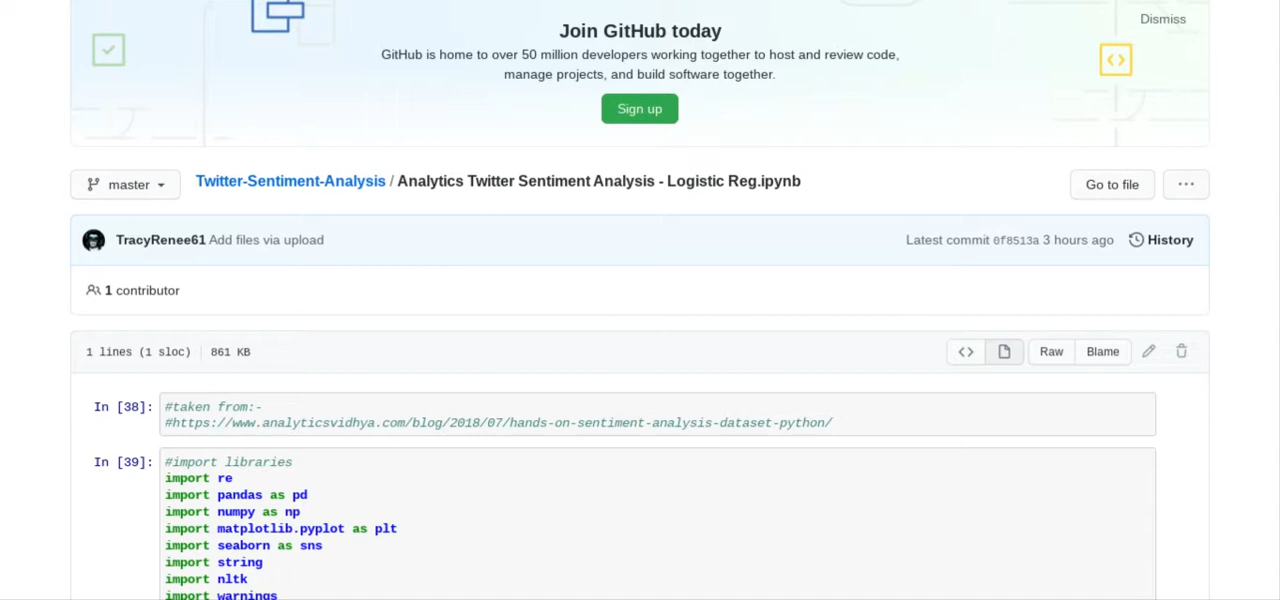 Join GitHub today
Dismiss
GitHub is home to over 50 million developers working together to host and review code,
manage projects, and build software together.
Sign up
master
Twitter-Sentiment-Analysis / Analytics Twitter Sentiment Analysis - Logistic Reg.ipynb
Go to file
...
TracyRenee61 Add files via upload
Latest commit 0f8513a 3 hours ago
History
1 contributor
1 lines (1 sloc) | 861 KB
<>
Raw
Blame
In [38]: #taken from:-
#https://www.analyticsvidhya.com/blog/2018/07/hands-on-sentiment-analysis-dataset-python/
In [39]: #import libraries
import re
import pandas as pd
import numpy as np
import matplotlib.pyplot as plt
import seaborn as sns
import string
import nltk
import warnings